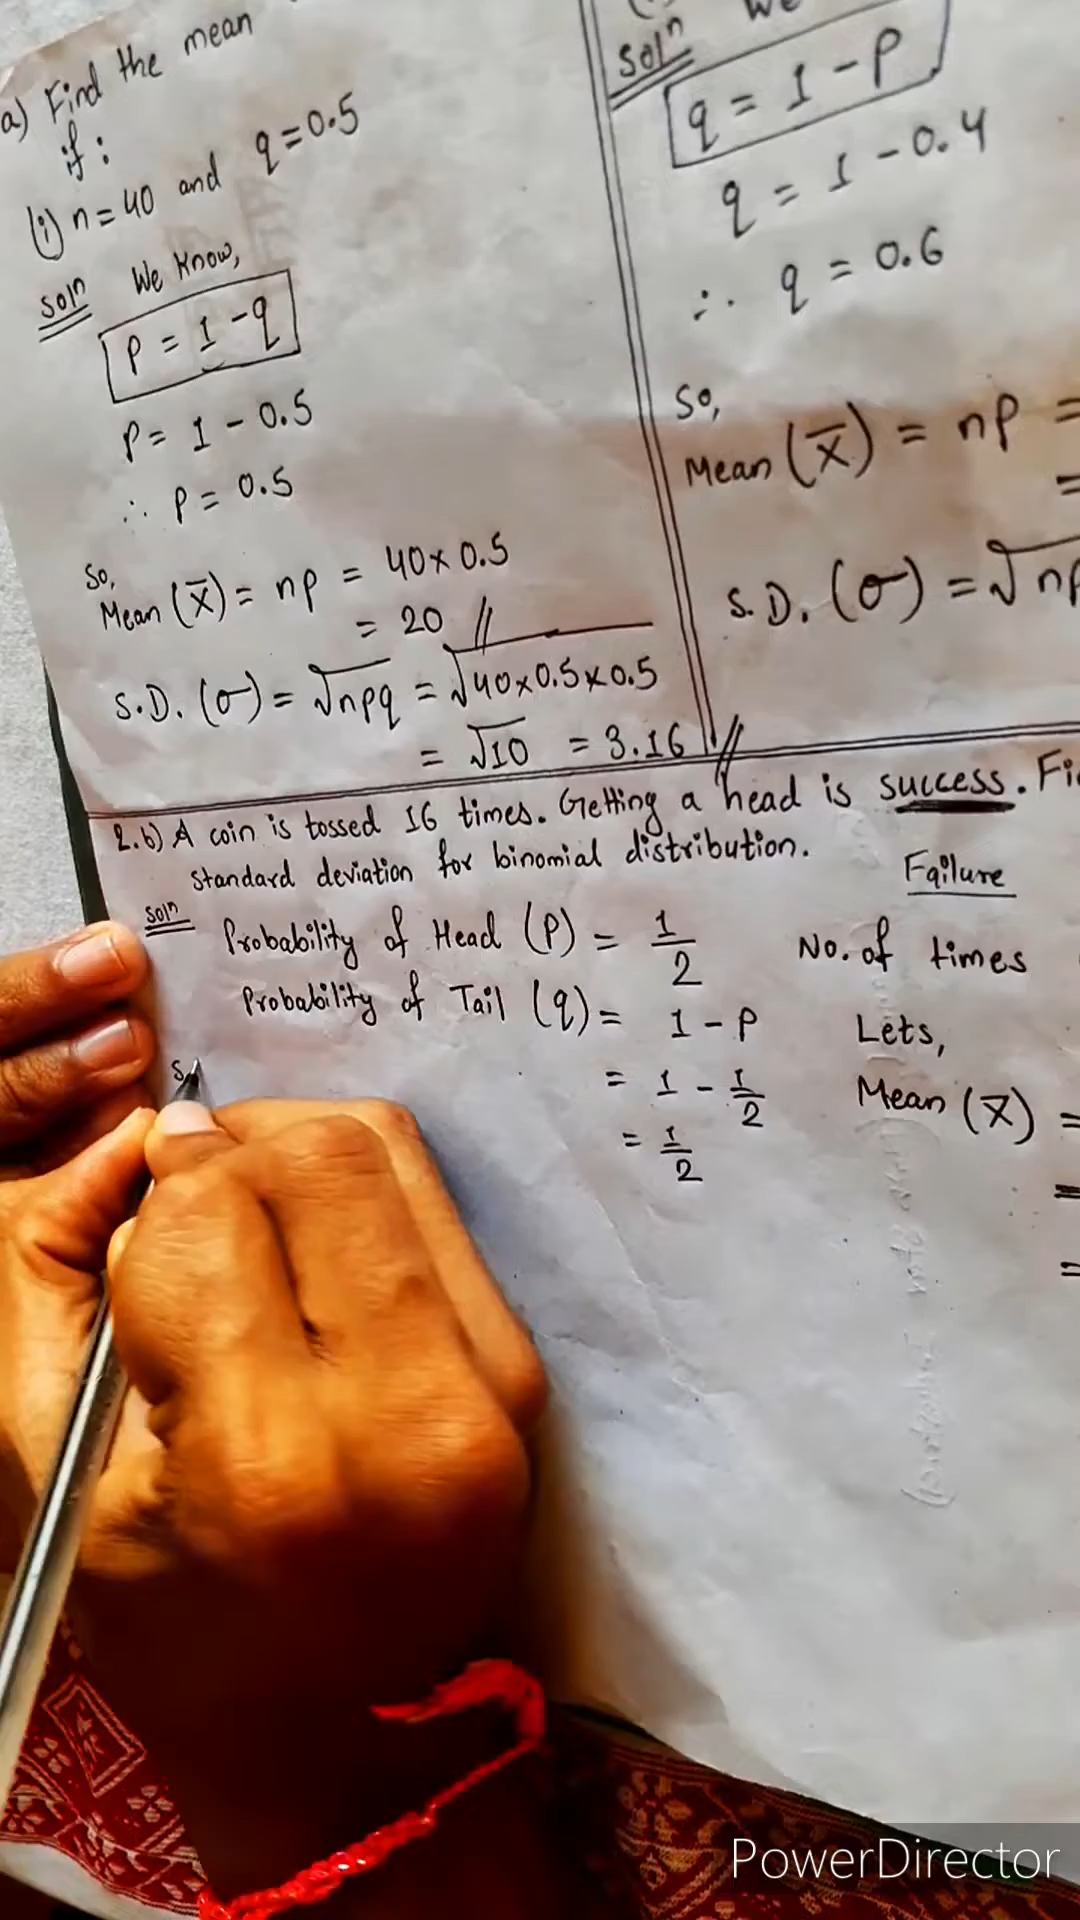 a) Find the mean
if:
(i) n = 40 and q = 0.5
Soln We Know,
P = 1 - q
P = 1 - 0.5
∴ P = 0.5
So,
Mean (X̅) = np = 40 × 0.5
= 20 //
S.D. (σ) = √npq = √40×0.5×0.5
= √10 = 3.16 //
Soln We
q = 1 - P
q = 1 - 0.4
∴ q = 0.6
So,
Mean (X̅) = np =
=
S.D. (σ) = √np
2.b) A coin is tossed 16 times. Getting a head is success. Fi
standard deviation for binomial distribution.
Failure
Soln Probability of Head (P) = 1/2
Probability of Tail (q) = 1 - P
= 1 - 1/2
= 1/2
S
No. of times
Lets,
Mean (X̅) =
=
=
PowerDirector